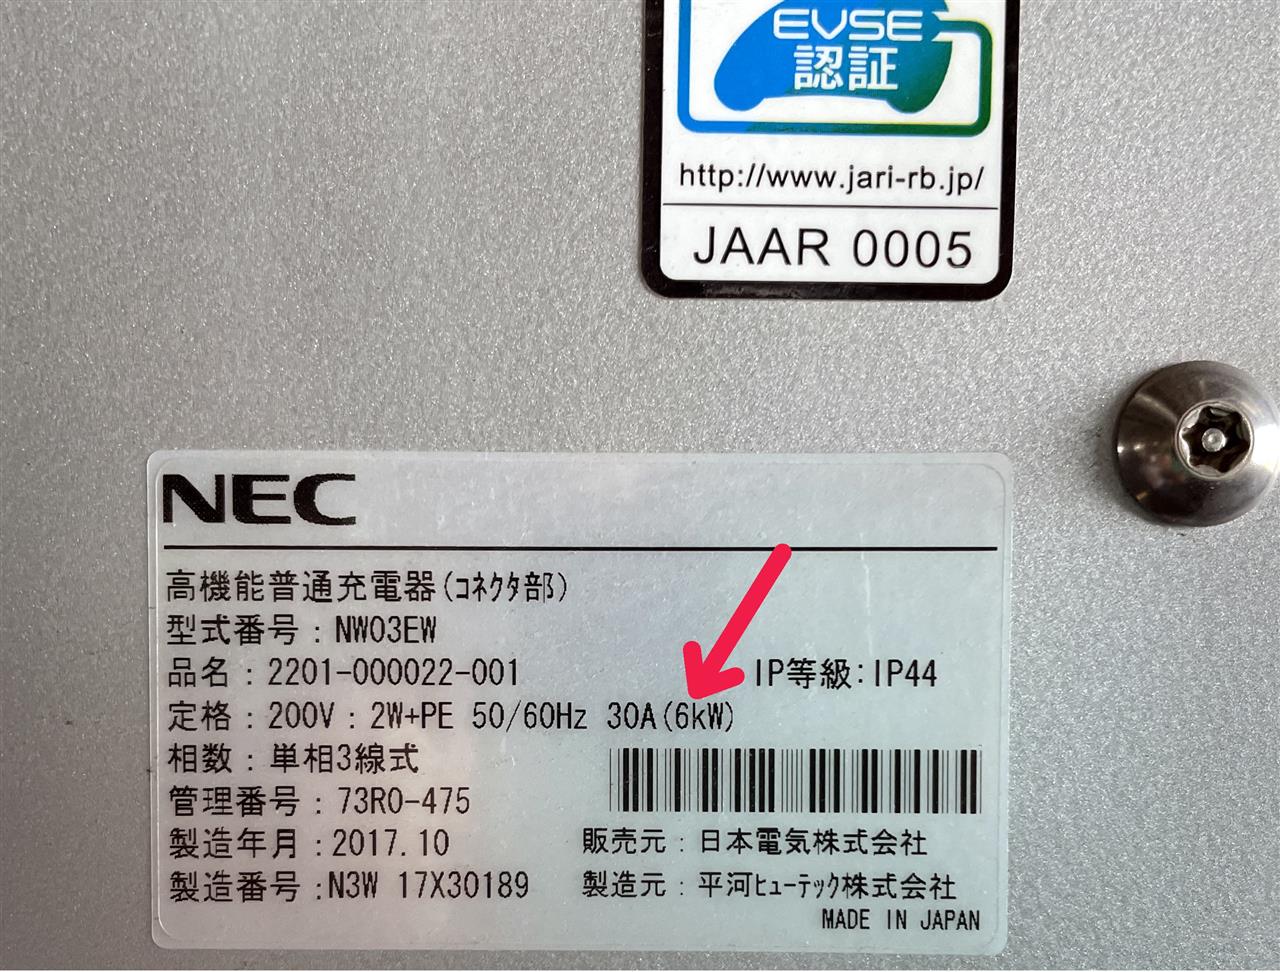 EVSE
認証
http://www.jari-rb.jp/
JAAR 0005
NEC
高機能普通充電器(ｺﾈｸﾀ部)
型式番号：NW03EW
品名：2201-000022-001 IP等級：IP44
定格：200V：2W+PE 50/60Hz 30A(6kW)
相数：単相3線式
管理番号：73R0-475
製造年月：2017.10 販売元：日本電気株式会社
製造番号：N3W 17X30189 製造元：平河ﾋｭｰﾃｯｸ株式会社
MADE IN JAPAN